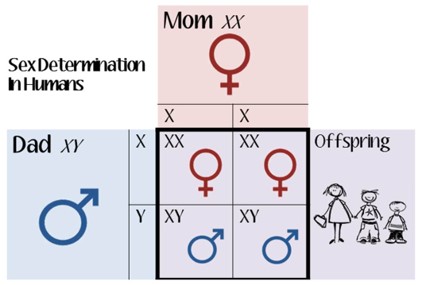 Mom XX
Sex Determination
In Humans
X X
Dad XY X XX XX Offspring
Y XY XY